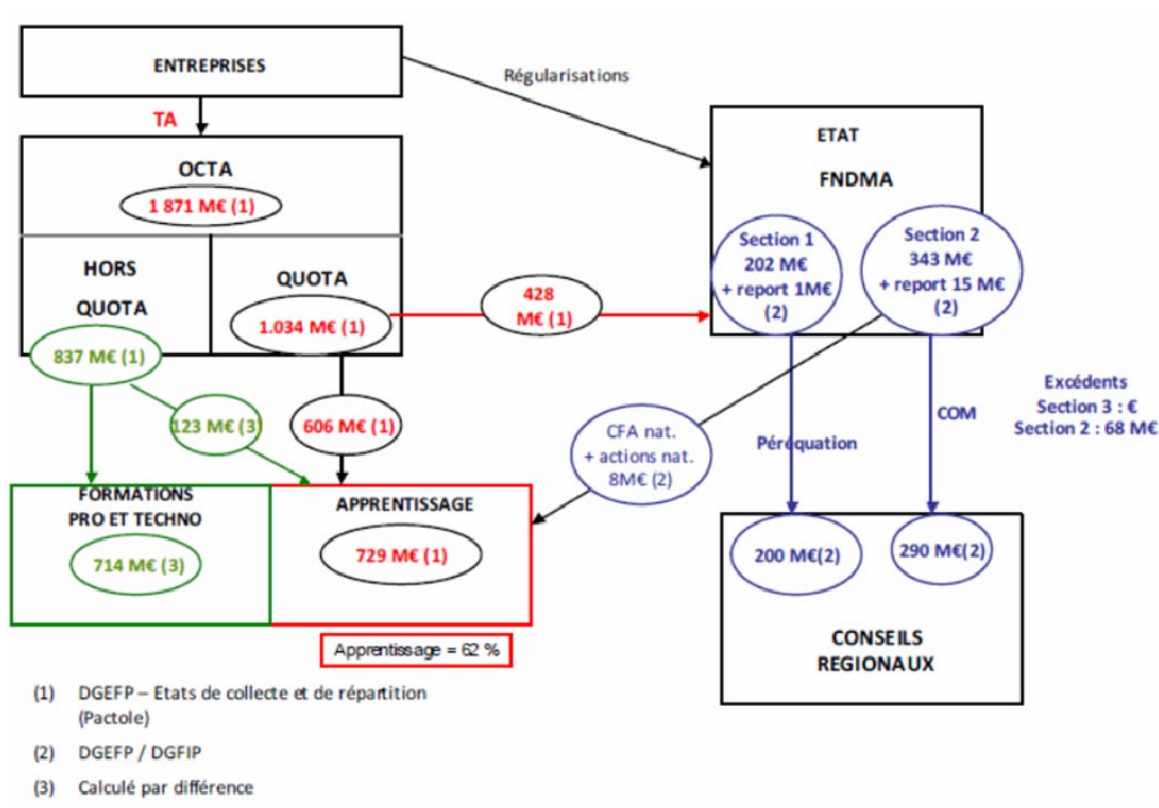 ENTREPRISES
Régularisations
TA
OCTA
1 871 M€ (1)
HORS
QUOTA
837 M€ (1)
QUOTA
1.034 M€ (1)
428
M€ (1)
ETAT
FNDMA
Section 1
202 M€
+ report 1M€
(2)
Section 2
343 M€
+ report 15 M€
(2)
123 M€ (3)
606 M€ (1)
CFA nat.
+ actions nat.
8M€ (2)
Péréquation
COM
Excédents
Section 3 : €
Section 2 : 68 M€
FORMATIONS
PRO ET TECHNO
714 M€ (3)
APPRENTISSAGE
729 M€ (1)
Apprentissage = 62 %
200 M€(2)
290 M€(2)
CONSEILS
REGIONAUX
(1) DGEFP – Etats de collecte et de répartition
(Pactole)
(2) DGEFP / DGFIP
(3) Calculé par différence